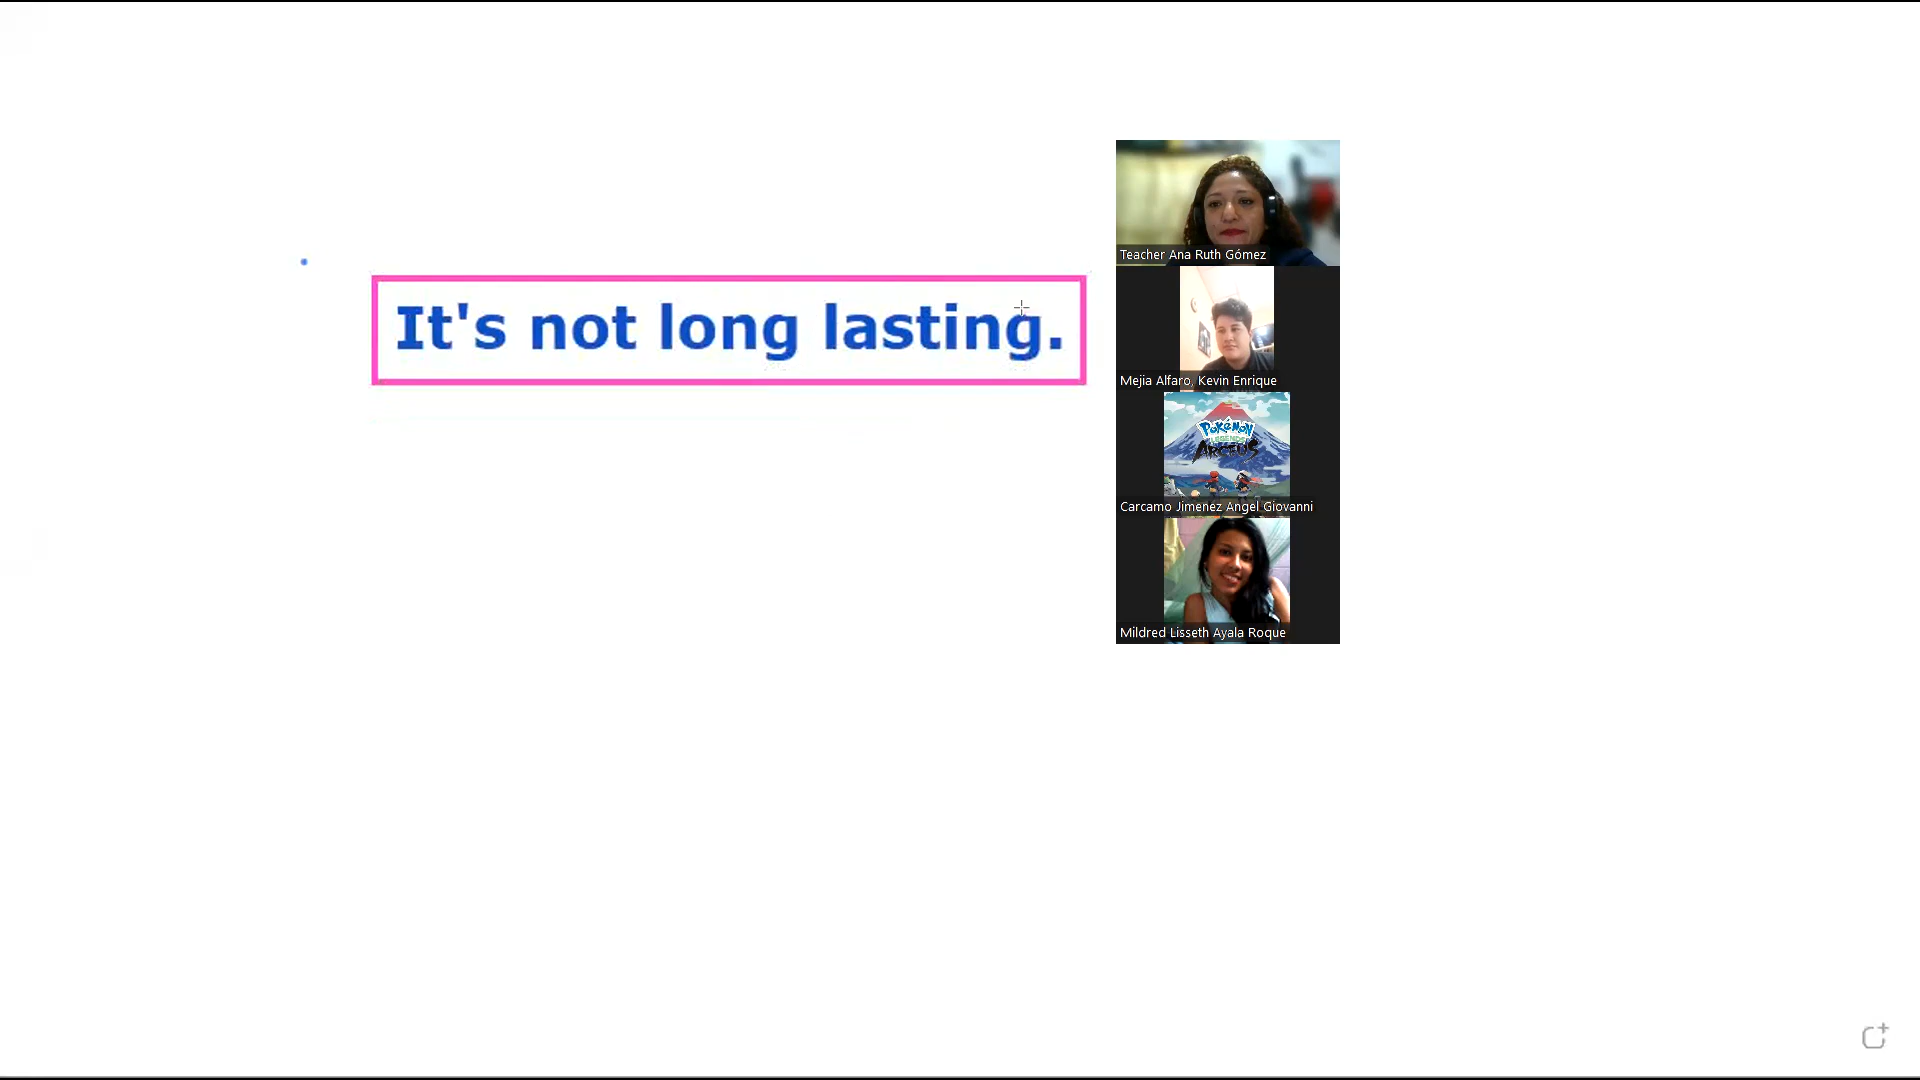 It's not long lasting.
Teacher Ana Ruth Gómez
Mejia Alfaro, Kevin Enrique
POKÉMON
LEGENDS
ARCEUS
Carcamo Jimenez Angel Giovanni
Mildred Lisseth Ayala Roque